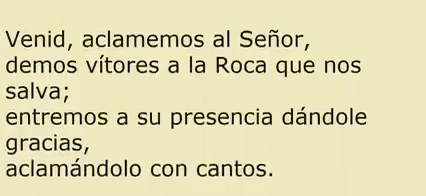 Venid, aclamemos al Señor,
demos vítores a la Roca que nos
salva;
entremos a su presencia dándole
gracias,
aclamándolo con cantos.